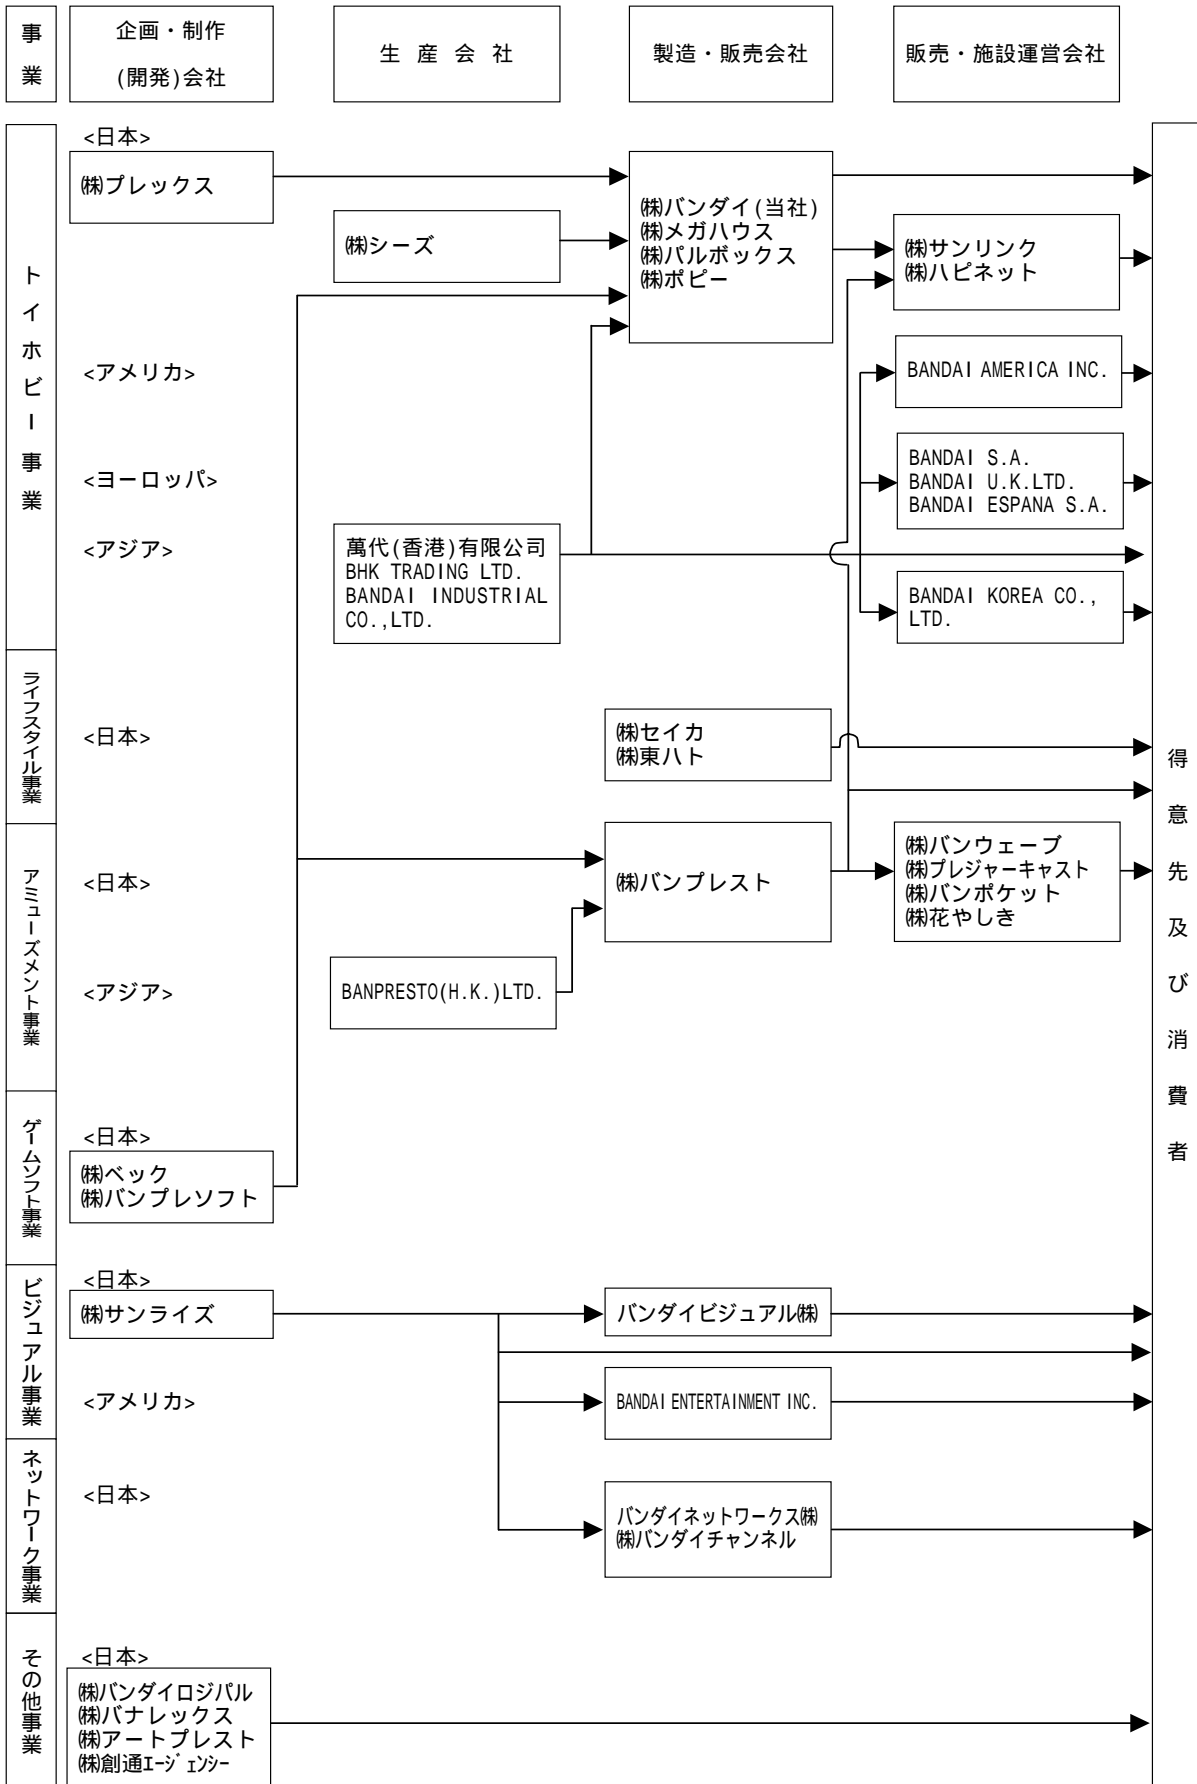 事業
企画・制作
(開発)会社
生産会社
製造・販売会社
販売・施設運営会社
トイホビー事業
<日本>
㈱プレックス
㈱シーズ
㈱バンダイ(当社)
㈱メガハウス
㈱パルボックス
㈱ポピー
㈱サンリンク
㈱ハピネット
<アメリカ>
BANDAI AMERICA INC.
<ヨーロッパ>
BANDAI S.A.
BANDAI U.K.LTD.
BANDAI ESPANA S.A.
<アジア>
萬代(香港)有限公司
BHK TRADING LTD.
BANDAI INDUSTRIAL
CO.,LTD.
BANDAI KOREA CO.,
LTD.
ライフスタイル事業
<日本>
㈱セイカ
㈱東ハト
アミューズメント事業
<日本>
㈱バンプレスト
㈱バンウェーブ
㈱プレジャーキャスト
㈱バンポケット
㈱花やしき
<アジア>
BANPRESTO(H.K.)LTD.
ゲームソフト事業
<日本>
㈱ベック
㈱バンプレソフト
ビジュアル事業
<日本>
㈱サンライズ
バンダイビジュアル㈱
<アメリカ>
BANDAI ENTERTAINMENT INC.
ネットワーク事業
<日本>
バンダイネットワークス㈱
㈱バンダイチャンネル
その他事業
<日本>
㈱バンダイロジパル
㈱バナレックス
㈱アートプレスト
㈱創通エージェンシー
得意先及び消費者